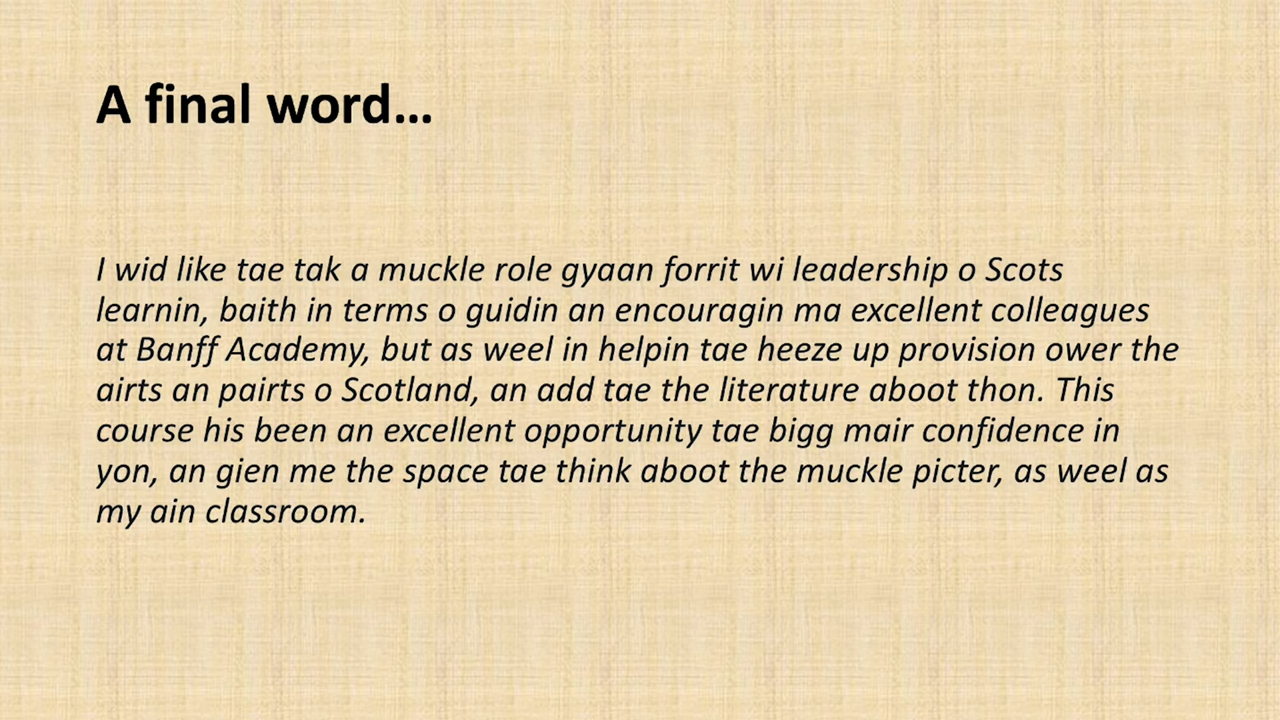 A final word...
I wid like tae tak a muckle role gyaan forrit wi leadership o Scots
learnin, baith in terms o guidin an encouragin ma excellent colleagues
at Banff Academy, but as weel in helpin tae heeze up provision ower the
airts an pairts o Scotland, an add tae the literature aboot thon. This
course his been an excellent opportunity tae bigg mair confidence in
yon, an gien me the space tae think aboot the muckle picter, as weel as
my ain classroom.